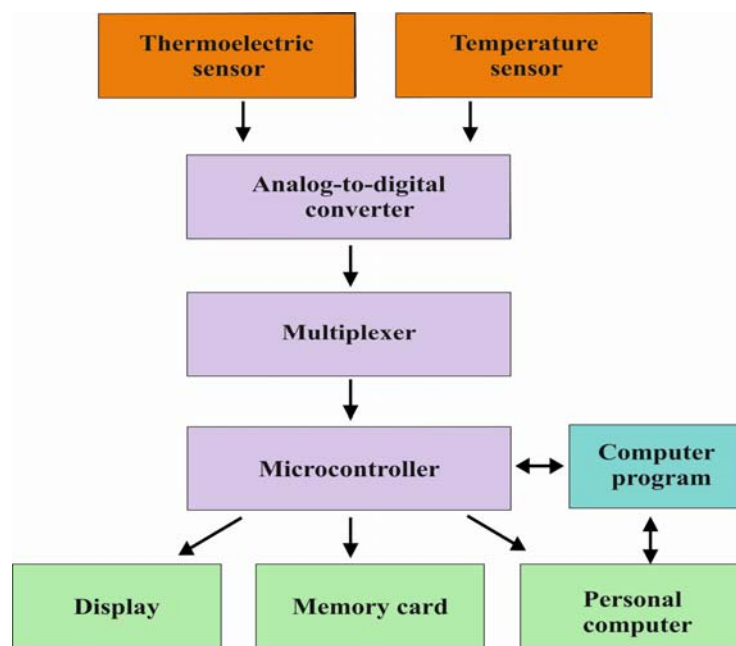 Thermoelectric
sensor
Temperature
sensor
Analog-to-digital
converter
Multiplexer
Microcontroller
Computer
program
Display
Memory card
Personal
computer